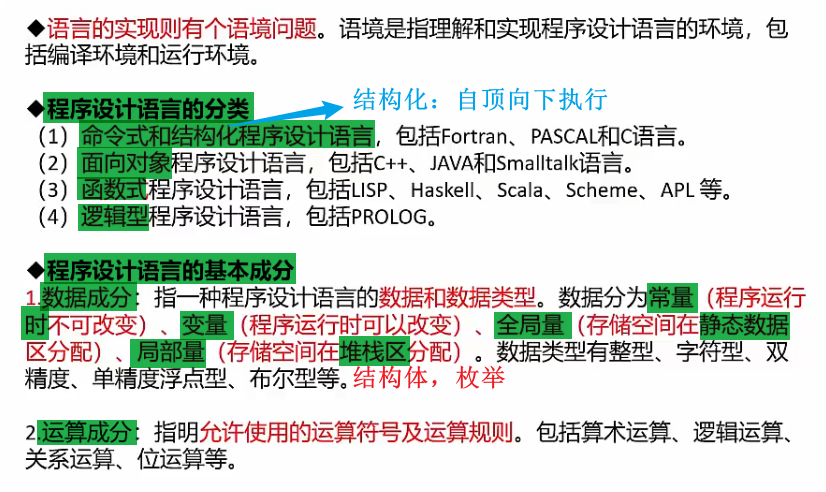 ◆语言的实现则有个语境问题。语境是指理解和实现程序设计语言的环境，包
括编译环境和运行环境。
◆程序设计语言的分类
结构化：自顶向下执行
（1）命令式和结构化程序设计语言，包括Fortran、PASCAL和C语言。
（2）面向对象程序设计语言，包括C++、JAVA和Smalltalk语言。
（3）函数式程序设计语言，包括LISP、Haskell、Scala、Scheme、APL 等。
（4）逻辑型程序设计语言，包括PROLOG。
◆程序设计语言的基本成分
1.数据成分：指一种程序设计语言的数据和数据类型。数据分为常量（程序运行
时不可改变）、变量（程序运行时可以改变）、全局量（存储空间在静态数据
区分配）、局部量（存储空间在堆栈区分配）。数据类型有整型、字符型、双
精度、单精度浮点型、布尔型等。结构体，枚举
2.运算成分：指明允许使用的运算符号及运算规则。包括算术运算、逻辑运算、
关系运算、位运算等。